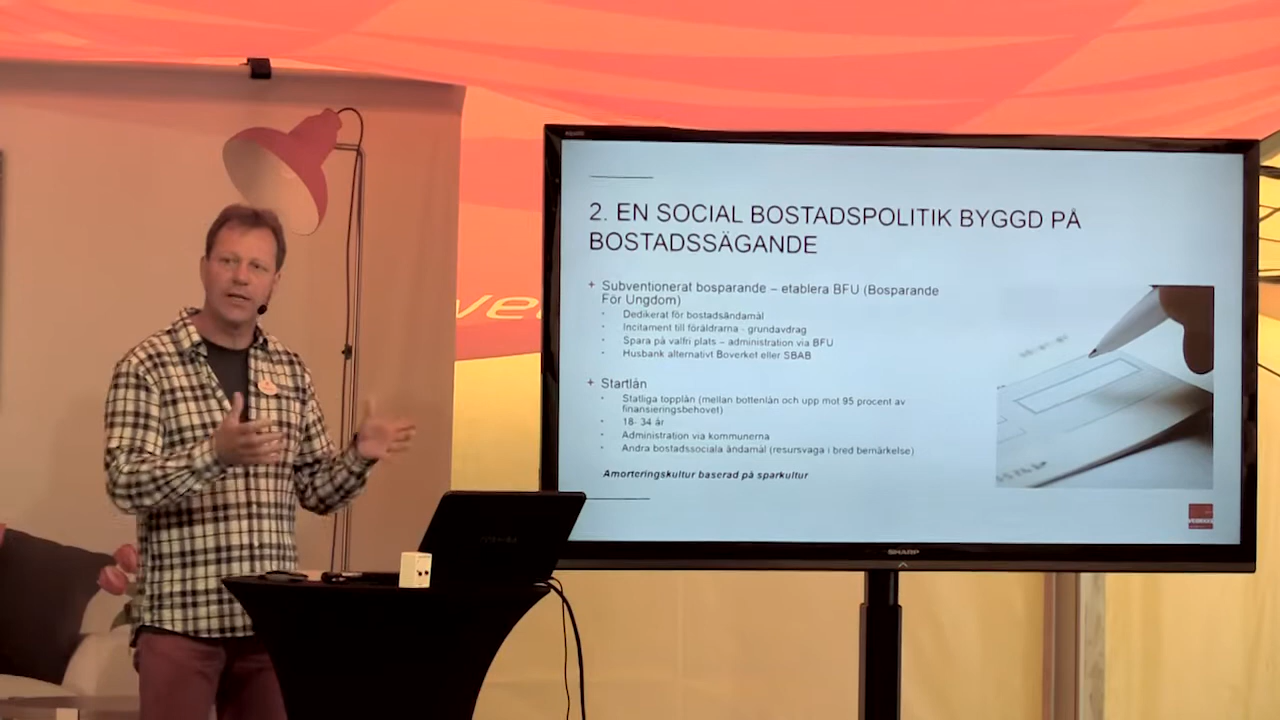 2. EN SOCIAL BOSTADSPOLITIK BYGGD PÅ
BOSTADSSÄGANDE
+ Subventionerat bosparande – etablera BFU (Bosparande
För Ungdom)
· Dedikerat för bostadsändamål
· Incitament till föräldrarna - grundavdrag
· Spara på valfri plats – administration via BFU
· Husbank alternativt Boverket eller SBAB
+ Startlån
· Statliga topplån (mellan bottenlån och upp mot 95 procent av
finansieringsbehovet)
· 18- 34 år
· Administration via kommunerna
· Andra bostadssociala ändamål (resursvaga i bred bemärkelse)
Amorteringskultur baserad på sparkultur
SHARP
TOSHIBA